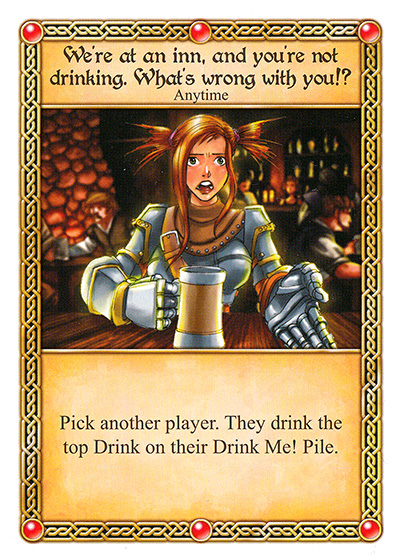 We're at an inn, and you're not
drinking. What's wrong with you!?
Anytime
Pick another player. They drink the
top Drink on their Drink Me! Pile.